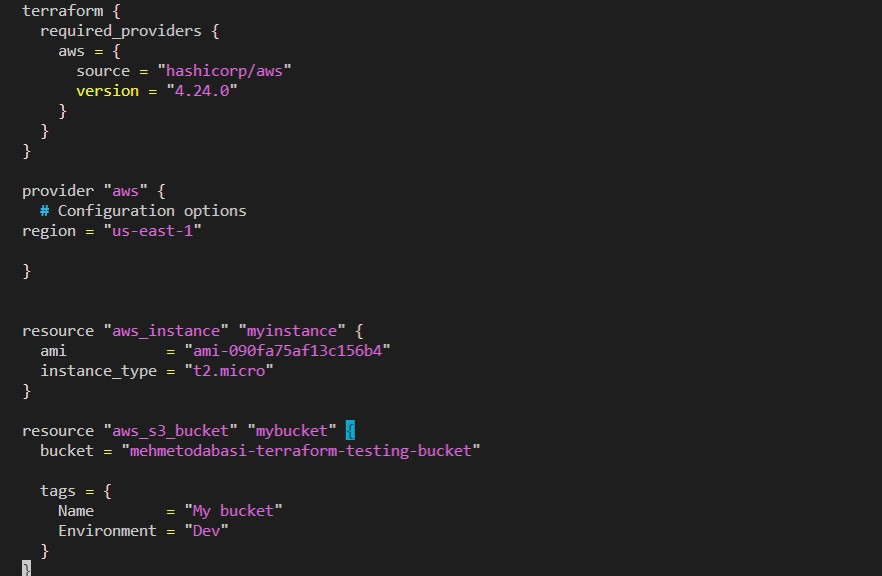 terraform {
  required_providers {
    aws = {
      source = "hashicorp/aws"
      version = "4.24.0"
    }
  }
}

provider "aws" {
  # Configuration options
region = "us-east-1"

}


resource "aws_instance" "myinstance" {
  ami           = "ami-090fa75af13c156b4"
  instance_type = "t2.micro"
}

resource "aws_s3_bucket" "mybucket" {
  bucket = "mehmetodabasi-terraform-testing-bucket"

  tags = {
    Name        = "My bucket"
    Environment = "Dev"
  }
}